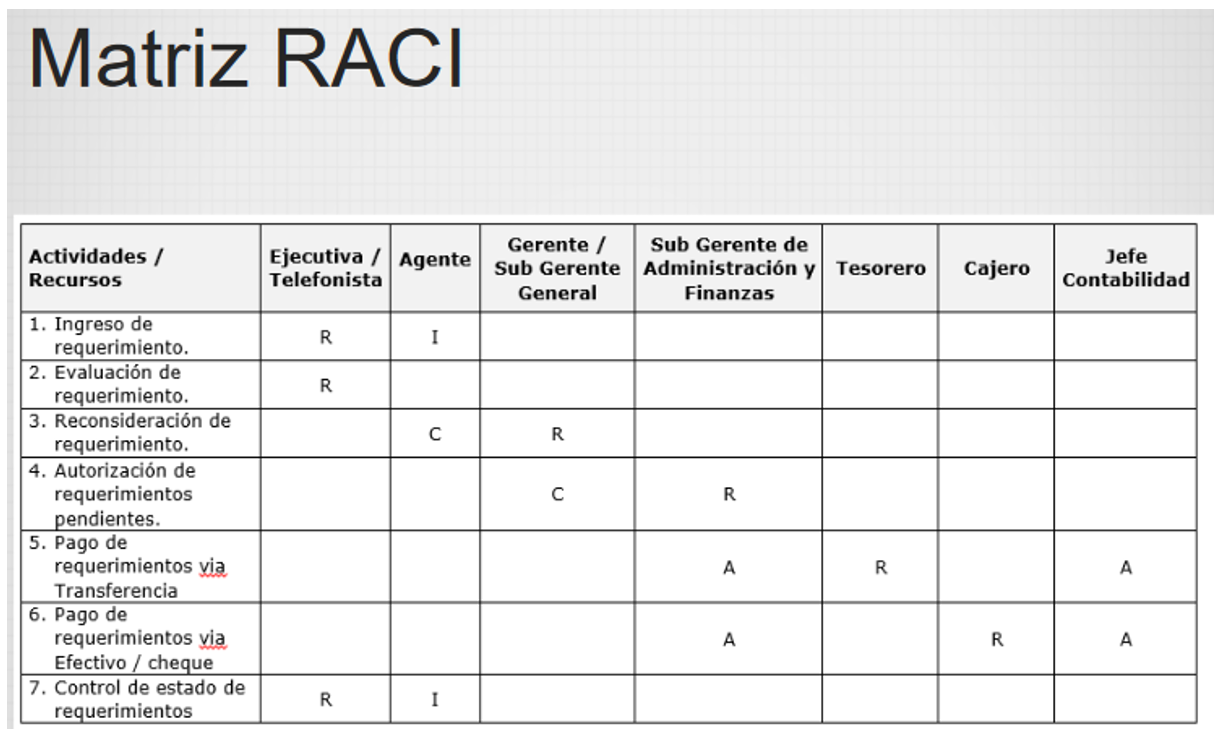 Matriz RACI
Actividades /
Recursos
Ejecutiva /
Telefonista
Agente
Gerente /
Sub Gerente
General
Sub Gerente de
Administración y
Finanzas
Tesorero
Cajero
Jefe
Contabilidad
1. Ingreso de
requerimiento.
R
I
2. Evaluación de
requerimiento.
R
3. Reconsideración de
requerimiento.
C
R
4. Autorización de
requerimientos
pendientes.
C
R
5. Pago de
requerimientos via
Transferencia
A
R
A
6. Pago de
requerimientos via
Efectivo / cheque
A
R
A
7. Control de estado de
requerimientos
R
I